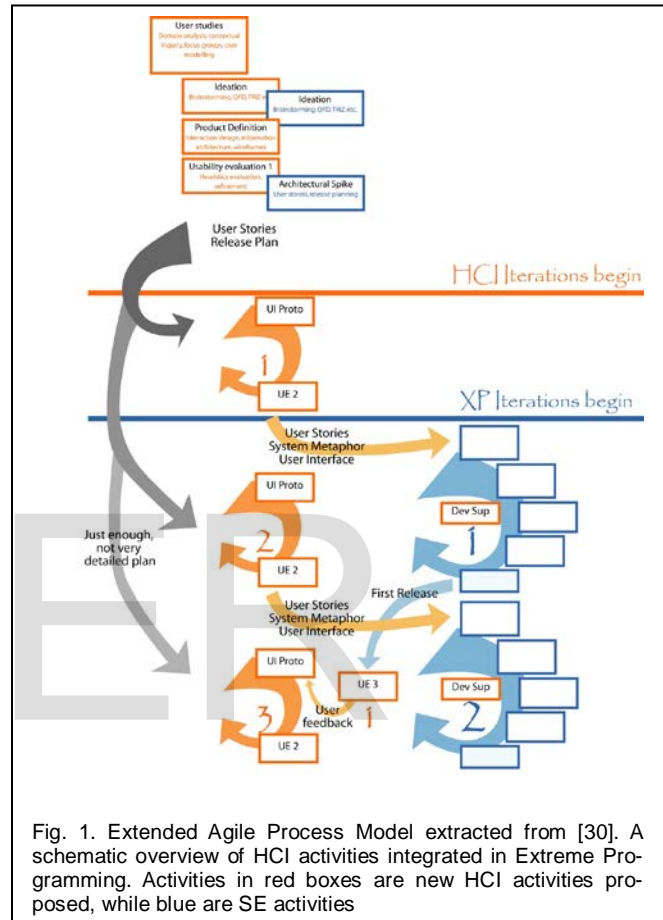 User studies
Domain analysis, contextual
inquiry, focus groups, user
modelling
Ideation
Brainstorming, QFD, TRIZ etc.
Ideation
Brainstorming, QFD, TRIZ etc.
Product Definition
Interaction design, information
architecture, wireframes
Usability evaluation 1
Heuristics evaluation,
refinement
Architectural Spike
User stories, release planning
User Stories
Release Plan
HCI Iterations begin
UI Proto
1
UE 2
XP Iterations begin
User Stories
System Metaphor
User Interface
UI Proto
2
UE 2
Dev Sup
1
Just enough,
not very
detailed plan
First Release
User Stories
System Metaphor
User Interface
UI Proto
3
UE 2
UE 3
1
User
feedback
Dev Sup
2
ER
Fig. 1. Extended Agile Process Model extracted from [30]. A
schematic overview of HCI activities integrated in Extreme Pro-
gramming. Activities in red boxes are new HCI activities pro-
posed, while blue are SE activities